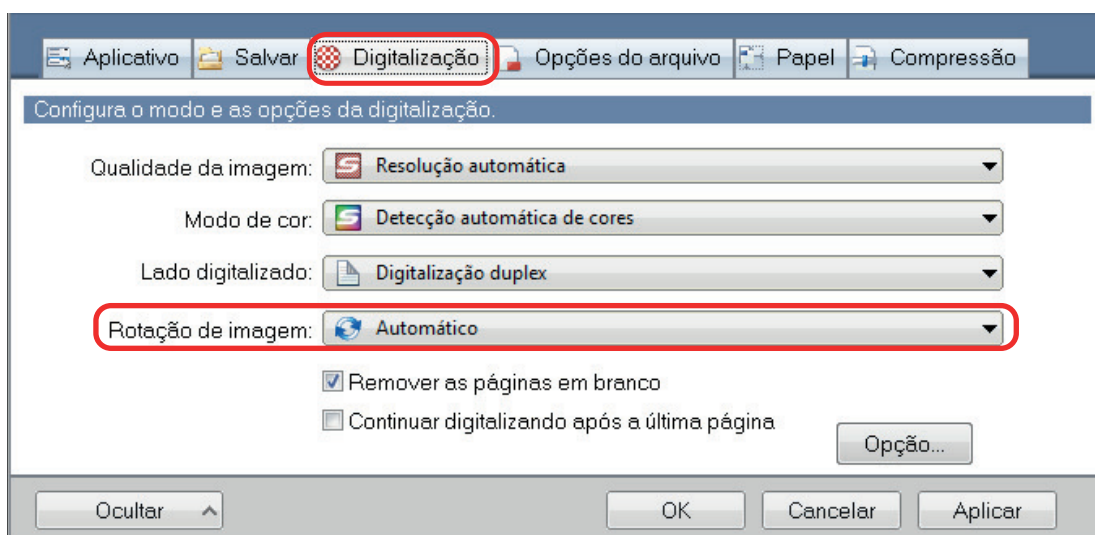 Aplicativo Salvar Digitalização Opções do arquivo Papel Compressão
Configura o modo e as opções da digitalização.
Qualidade da imagem: Resolução automática
Modo de cor: Detecção automática de cores
Lado digitalizado: Digitalização duplex
Rotação de imagem: Automático
Remover as páginas em branco
Continuar digitalizando após a última página
Opção...
Ocultar OK Cancelar Aplicar